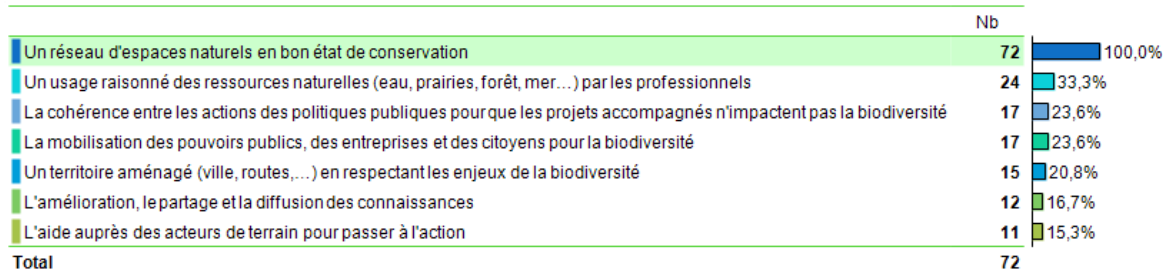 Nb
Un réseau d'espaces naturels en bon état de conservation 72 100,0%
Un usage raisonné des ressources naturelles (eau, prairies, forêt, mer…) par les professionnels 24 33,3%
La cohérence entre les actions des politiques publiques pour que les projets accompagnés n'impactent pas la biodiversité 17 23,6%
La mobilisation des pouvoirs publics, des entreprises et des citoyens pour la biodiversité 17 23,6%
Un territoire aménagé (ville, routes,…) en respectant les enjeux de la biodiversité 15 20,8%
L'amélioration, le partage et la diffusion des connaissances 12 16,7%
L'aide auprès des acteurs de terrain pour passer à l'action 11 15,3%
Total 72